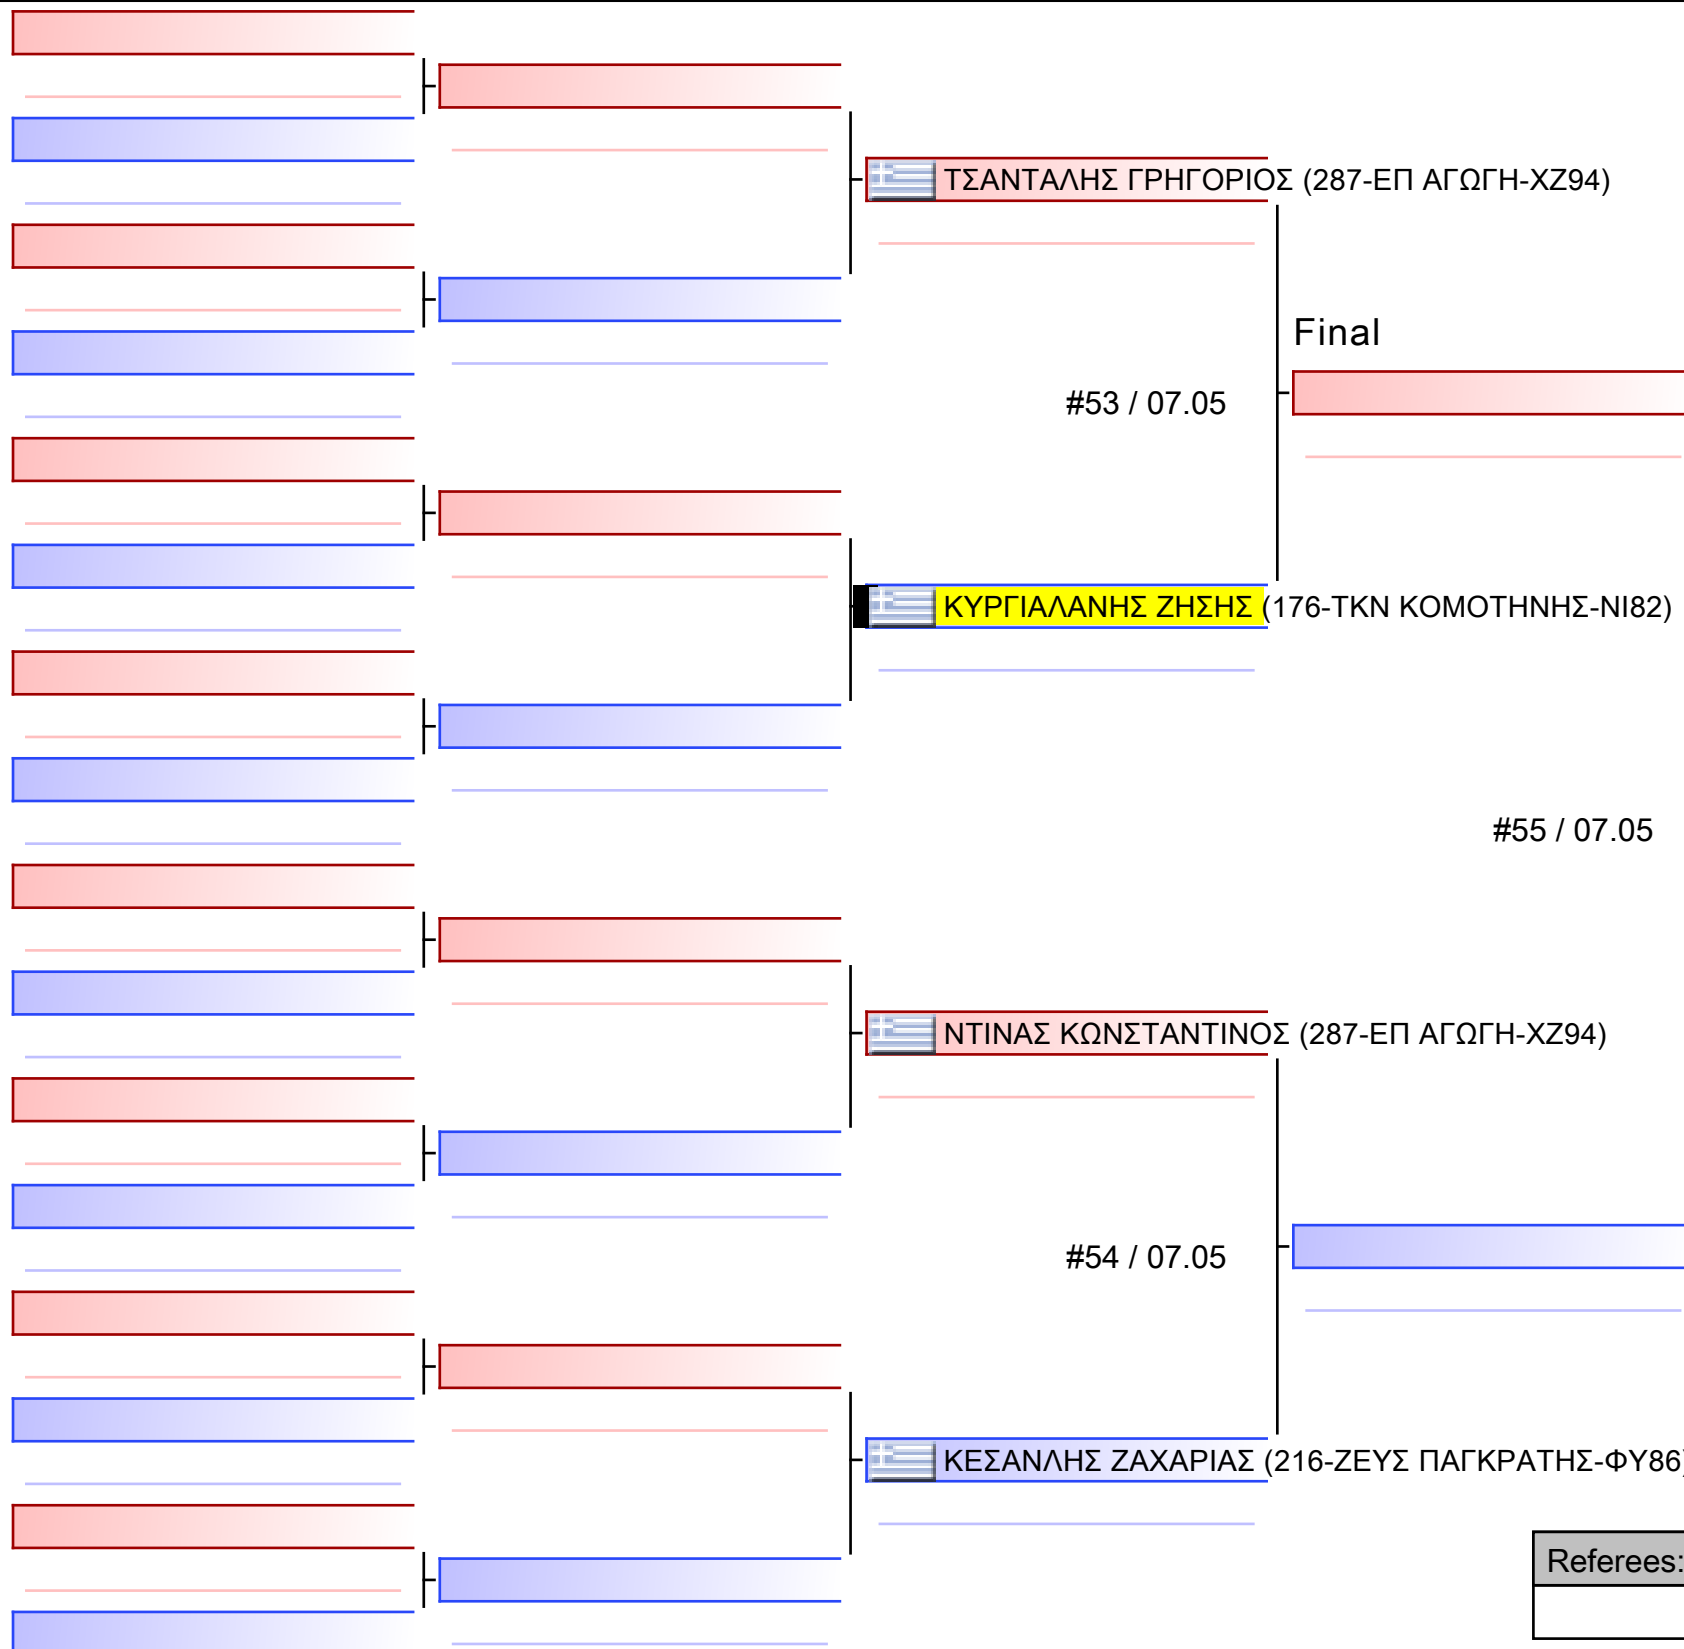 ΤΣΑΝΤΑΛΗΣ ΓΡΗΓΟΡΙΟΣ (287-ΕΠ ΑΓΩΓΗ-ΧΖ94)
Final
#53 / 07.05
ΚΥΡΓΙΑΛΑΝΗΣ ΖΗΣΗΣ (176-ΤΚΝ ΚΟΜΟΤΗΝΗΣ-ΝΙ82)
#55 / 07.05
ΝΤΙΝΑΣ ΚΩΝΣΤΑΝΤΙΝΟΣ (287-ΕΠ ΑΓΩΓΗ-ΧΖ94)
#54 / 07.05
ΚΕΣΑΝΛΗΣ ΖΑΧΑΡΙΑΣ (216-ΖΕΥΣ ΠΑΓΚΡΑΤΗΣ-ΦΥ86)
Referees: